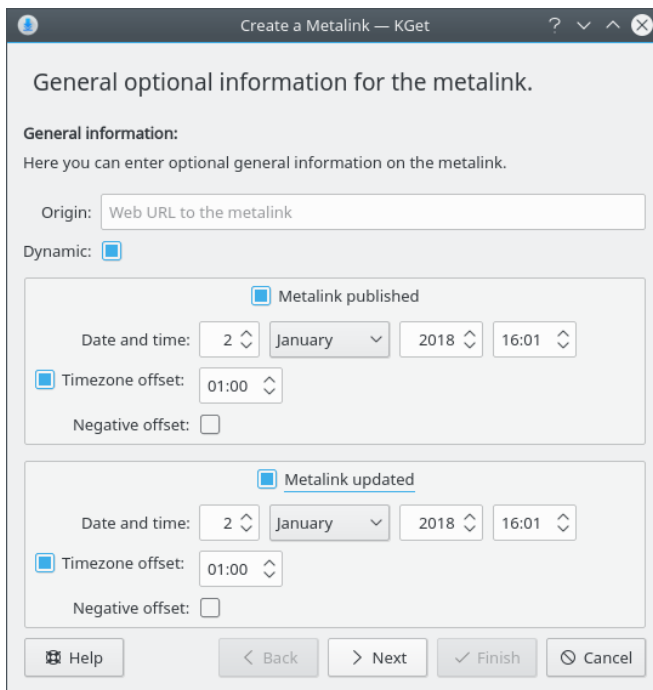 Create a Metalink — KGet
General optional information for the metalink.
General information:
Here you can enter optional general information on the metalink.
Origin: Web URL to the metalink
Dynamic:
Metalink published
Date and time: 2 January 2018 16:01
Timezone offset: 01:00
Negative offset:
Metalink updated
Date and time: 2 January 2018 16:01
Timezone offset: 01:00
Negative offset:
Help < Back > Next Finish Cancel